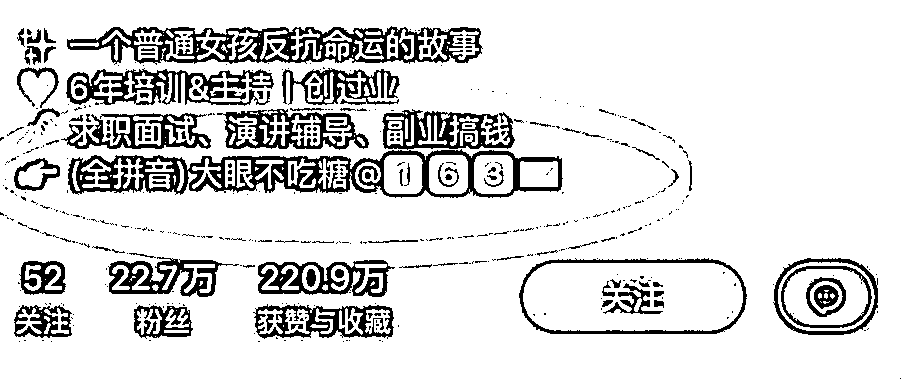 一个普通女孩反抗命运的故事
6年培训&主持｜创过业
求职面试、演讲辅导、副业搞钱
(全拼音)大眼不吃糖@163
52 22.7万 220.9万
关注 粉丝 获赞与收藏 关注